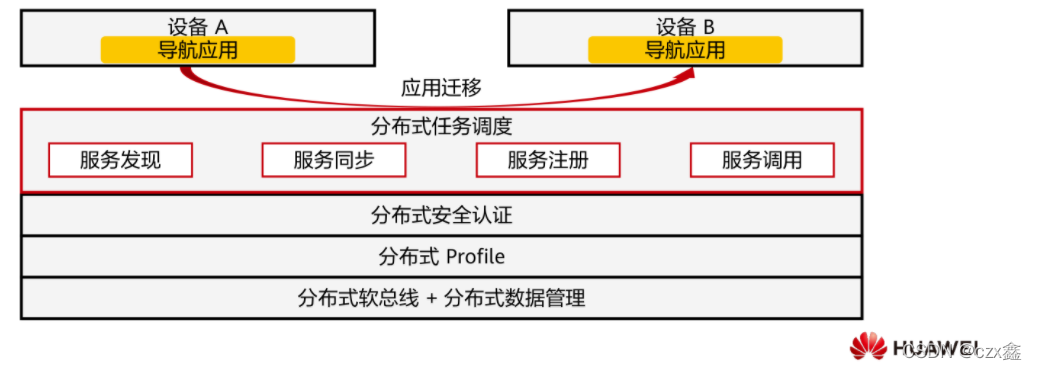 设备 A
导航应用
设备 B
导航应用
应用迁移
分布式任务调度
服务发现
服务同步
服务注册
服务调用
分布式安全认证
分布式 Profile
分布式软总线 + 分布式数据管理
HUAWEI
CSDN @czx鑫